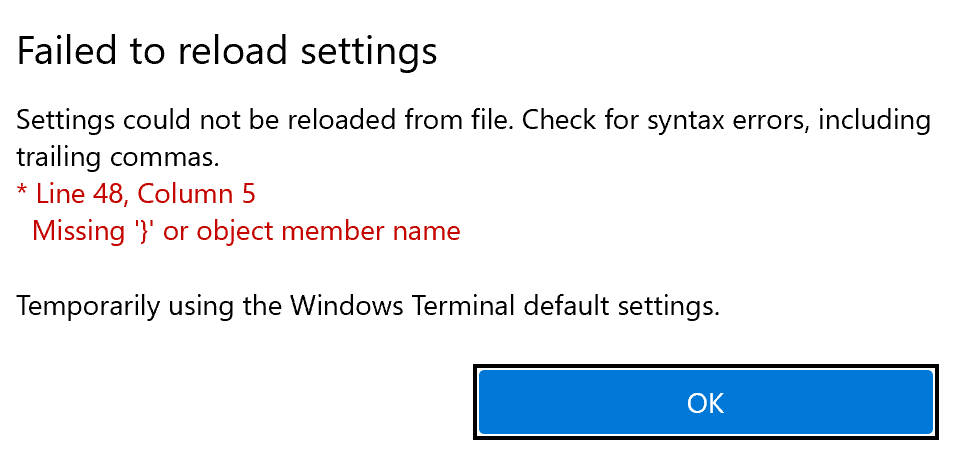 Failed to reload settings
Settings could not be reloaded from file. Check for syntax errors, including
trailing commas.
* Line 48, Column 5
Missing '}' or object member name
Temporarily using the Windows Terminal default settings.
OK